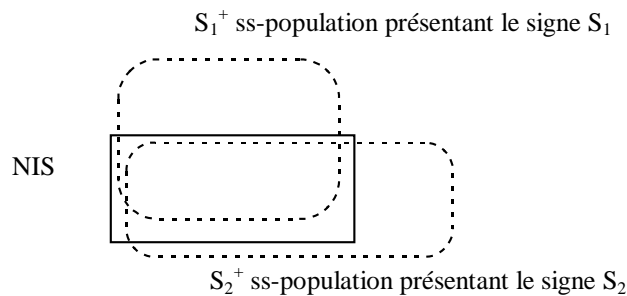 S₁⁺ ss-population présentant le signe S₁
NIS
S₂⁺ ss-population présentant le signe S₂